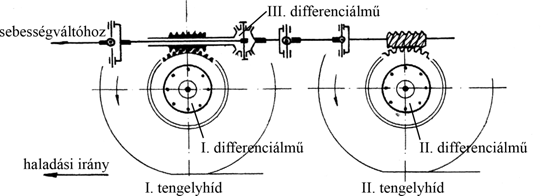 III. differenciálmű
sebességváltóhoz
I. differenciálmű
II. differenciálmű
haladási irány
I. tengelyhíd
II. tengelyhíd